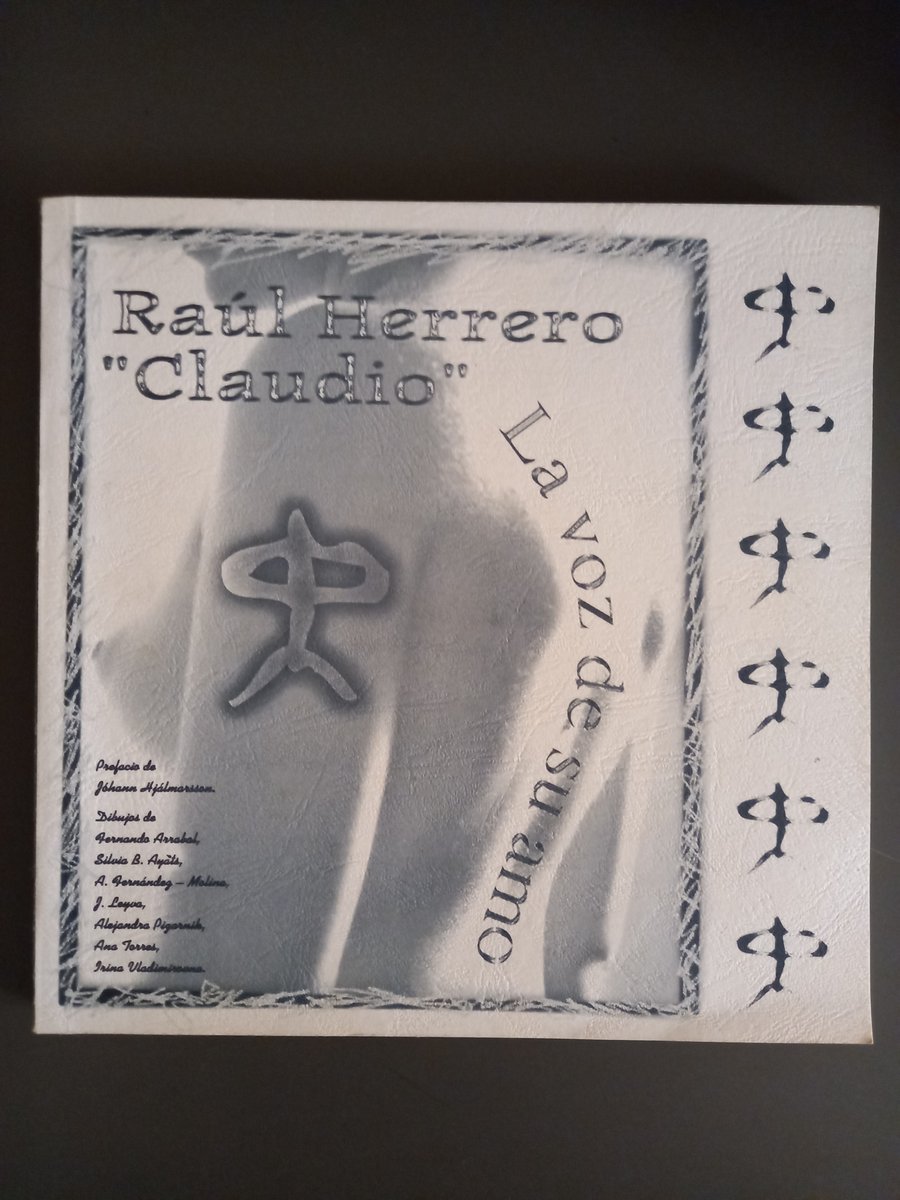 Raúl Herrero
"Claudio"
La voz de su amo
Prefacio de
Jóhann Hjálmarsson.
Dibujos de
Fernando Arrabal,
Silvia B. Ayäls,
A. Fernández – Molina,
J. Leyva,
Alejandra Pizarnik,
Ana Torres,
Irina Vladimirovna.